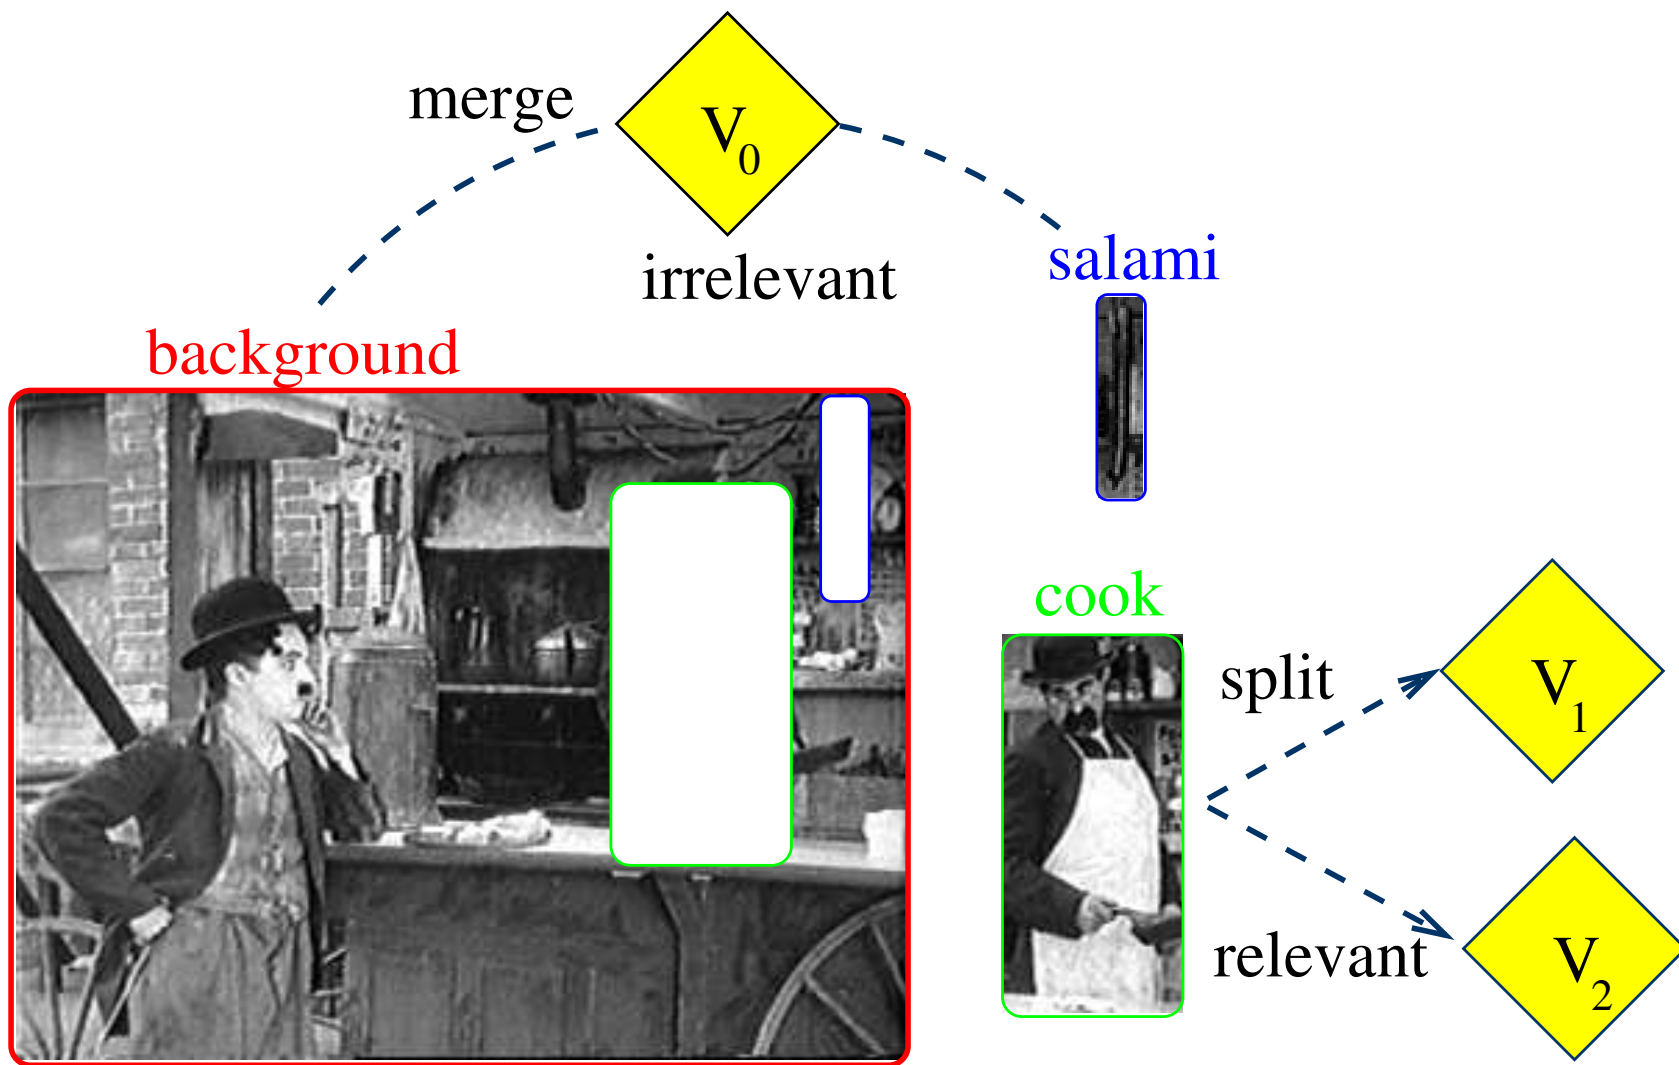 merge
V0
irrelevant
salami
background
cook
split
V1
relevant
V2